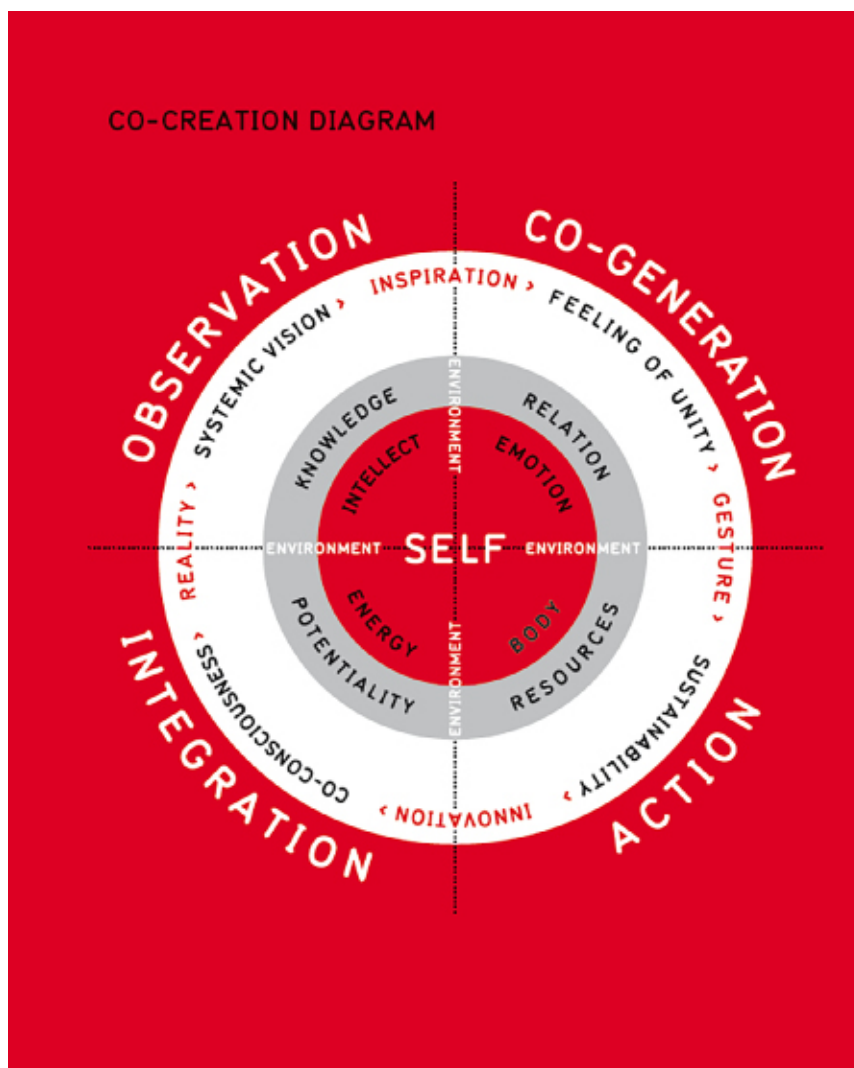 CO-CREATION DIAGRAM
OBSERVATION
CO-GENERATION
INSPIRATION >
SYSTEMIC VISION >
FEELING OF UNITY >
KNOWLEDGE
ENVIRONMENT
RELATION
INTELLECT
EMOTION
REALITY >
ENVIRONMENT
SELF
ENVIRONMENT
GESTURE >
ENERGY
BODY
POTENTIALITY
ENVIRONMENT
RESOURCES
CO-CONSCIOUSNESS >
SUSTAINABILITY >
INNOVATION >
INTEGRATION
ACTION